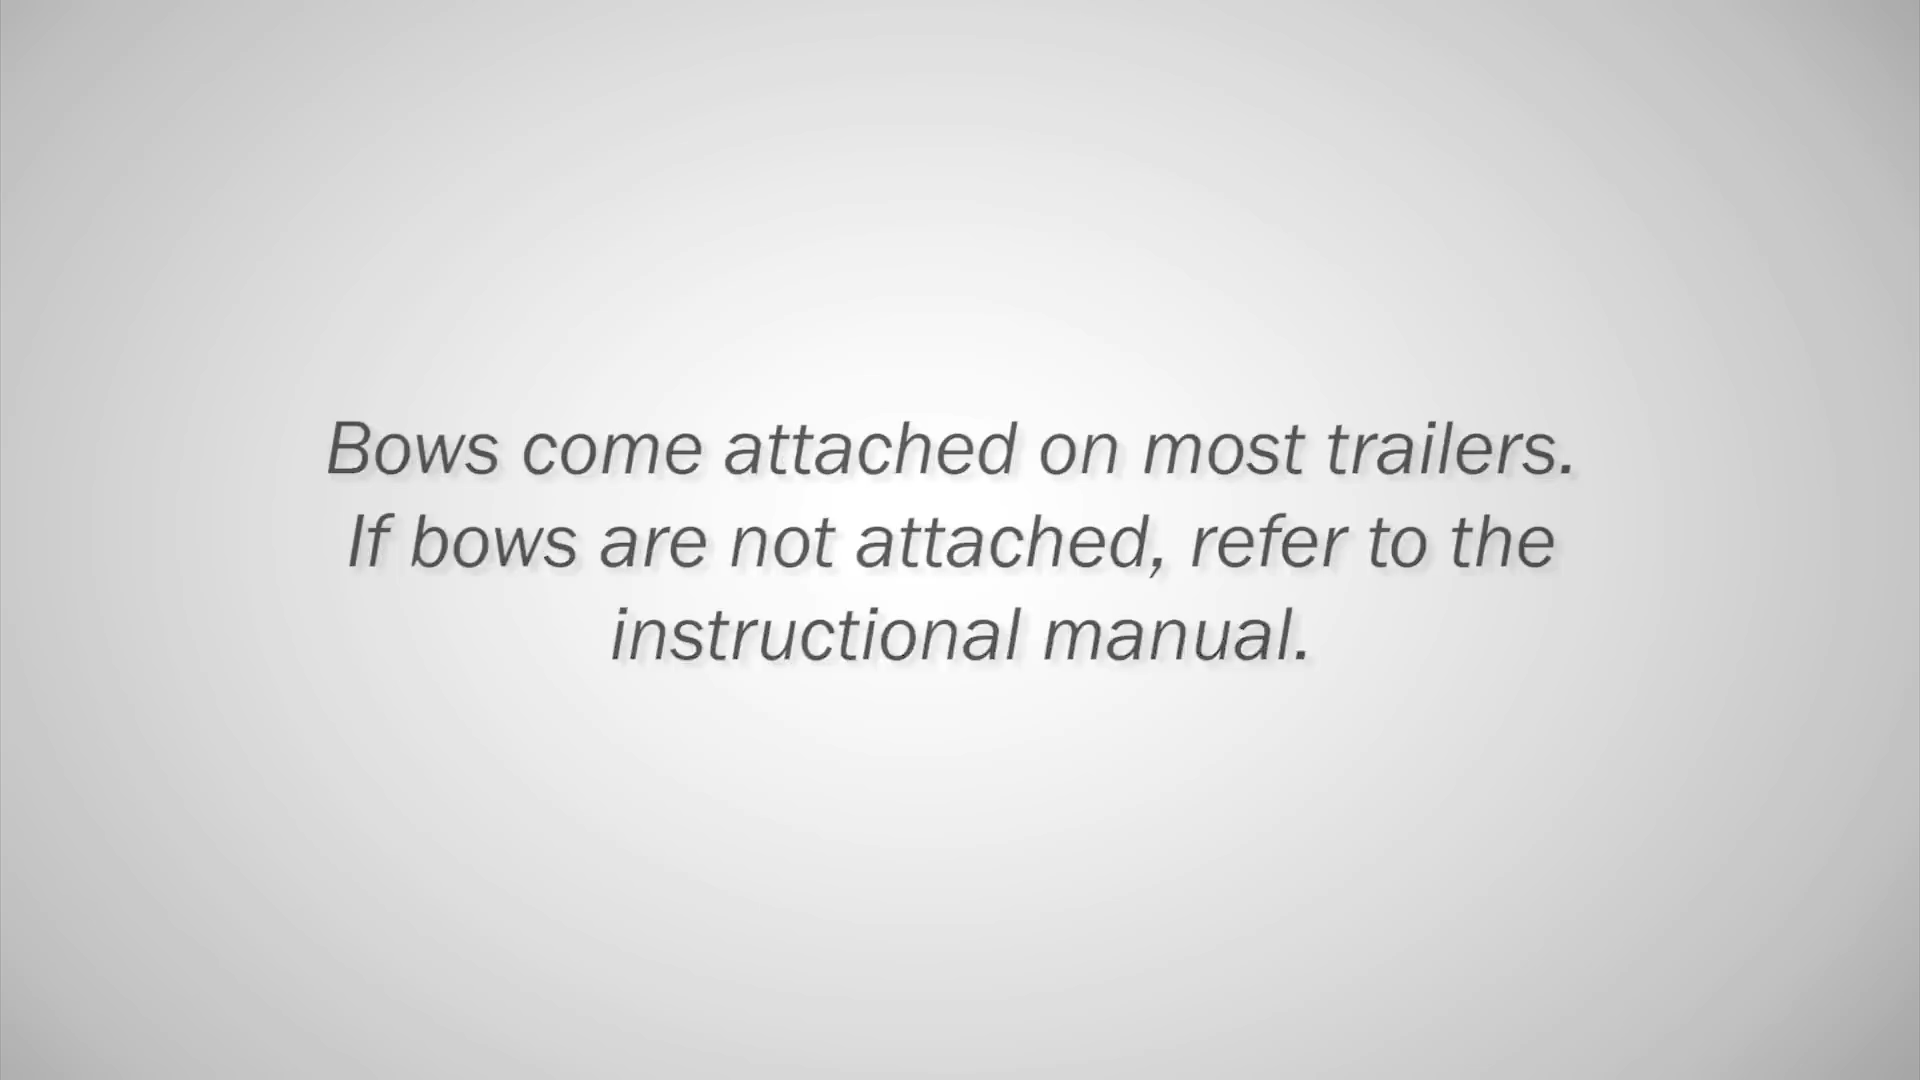 Bows come attached on most trailers.
If bows are not attached, refer to the
instructional manual.